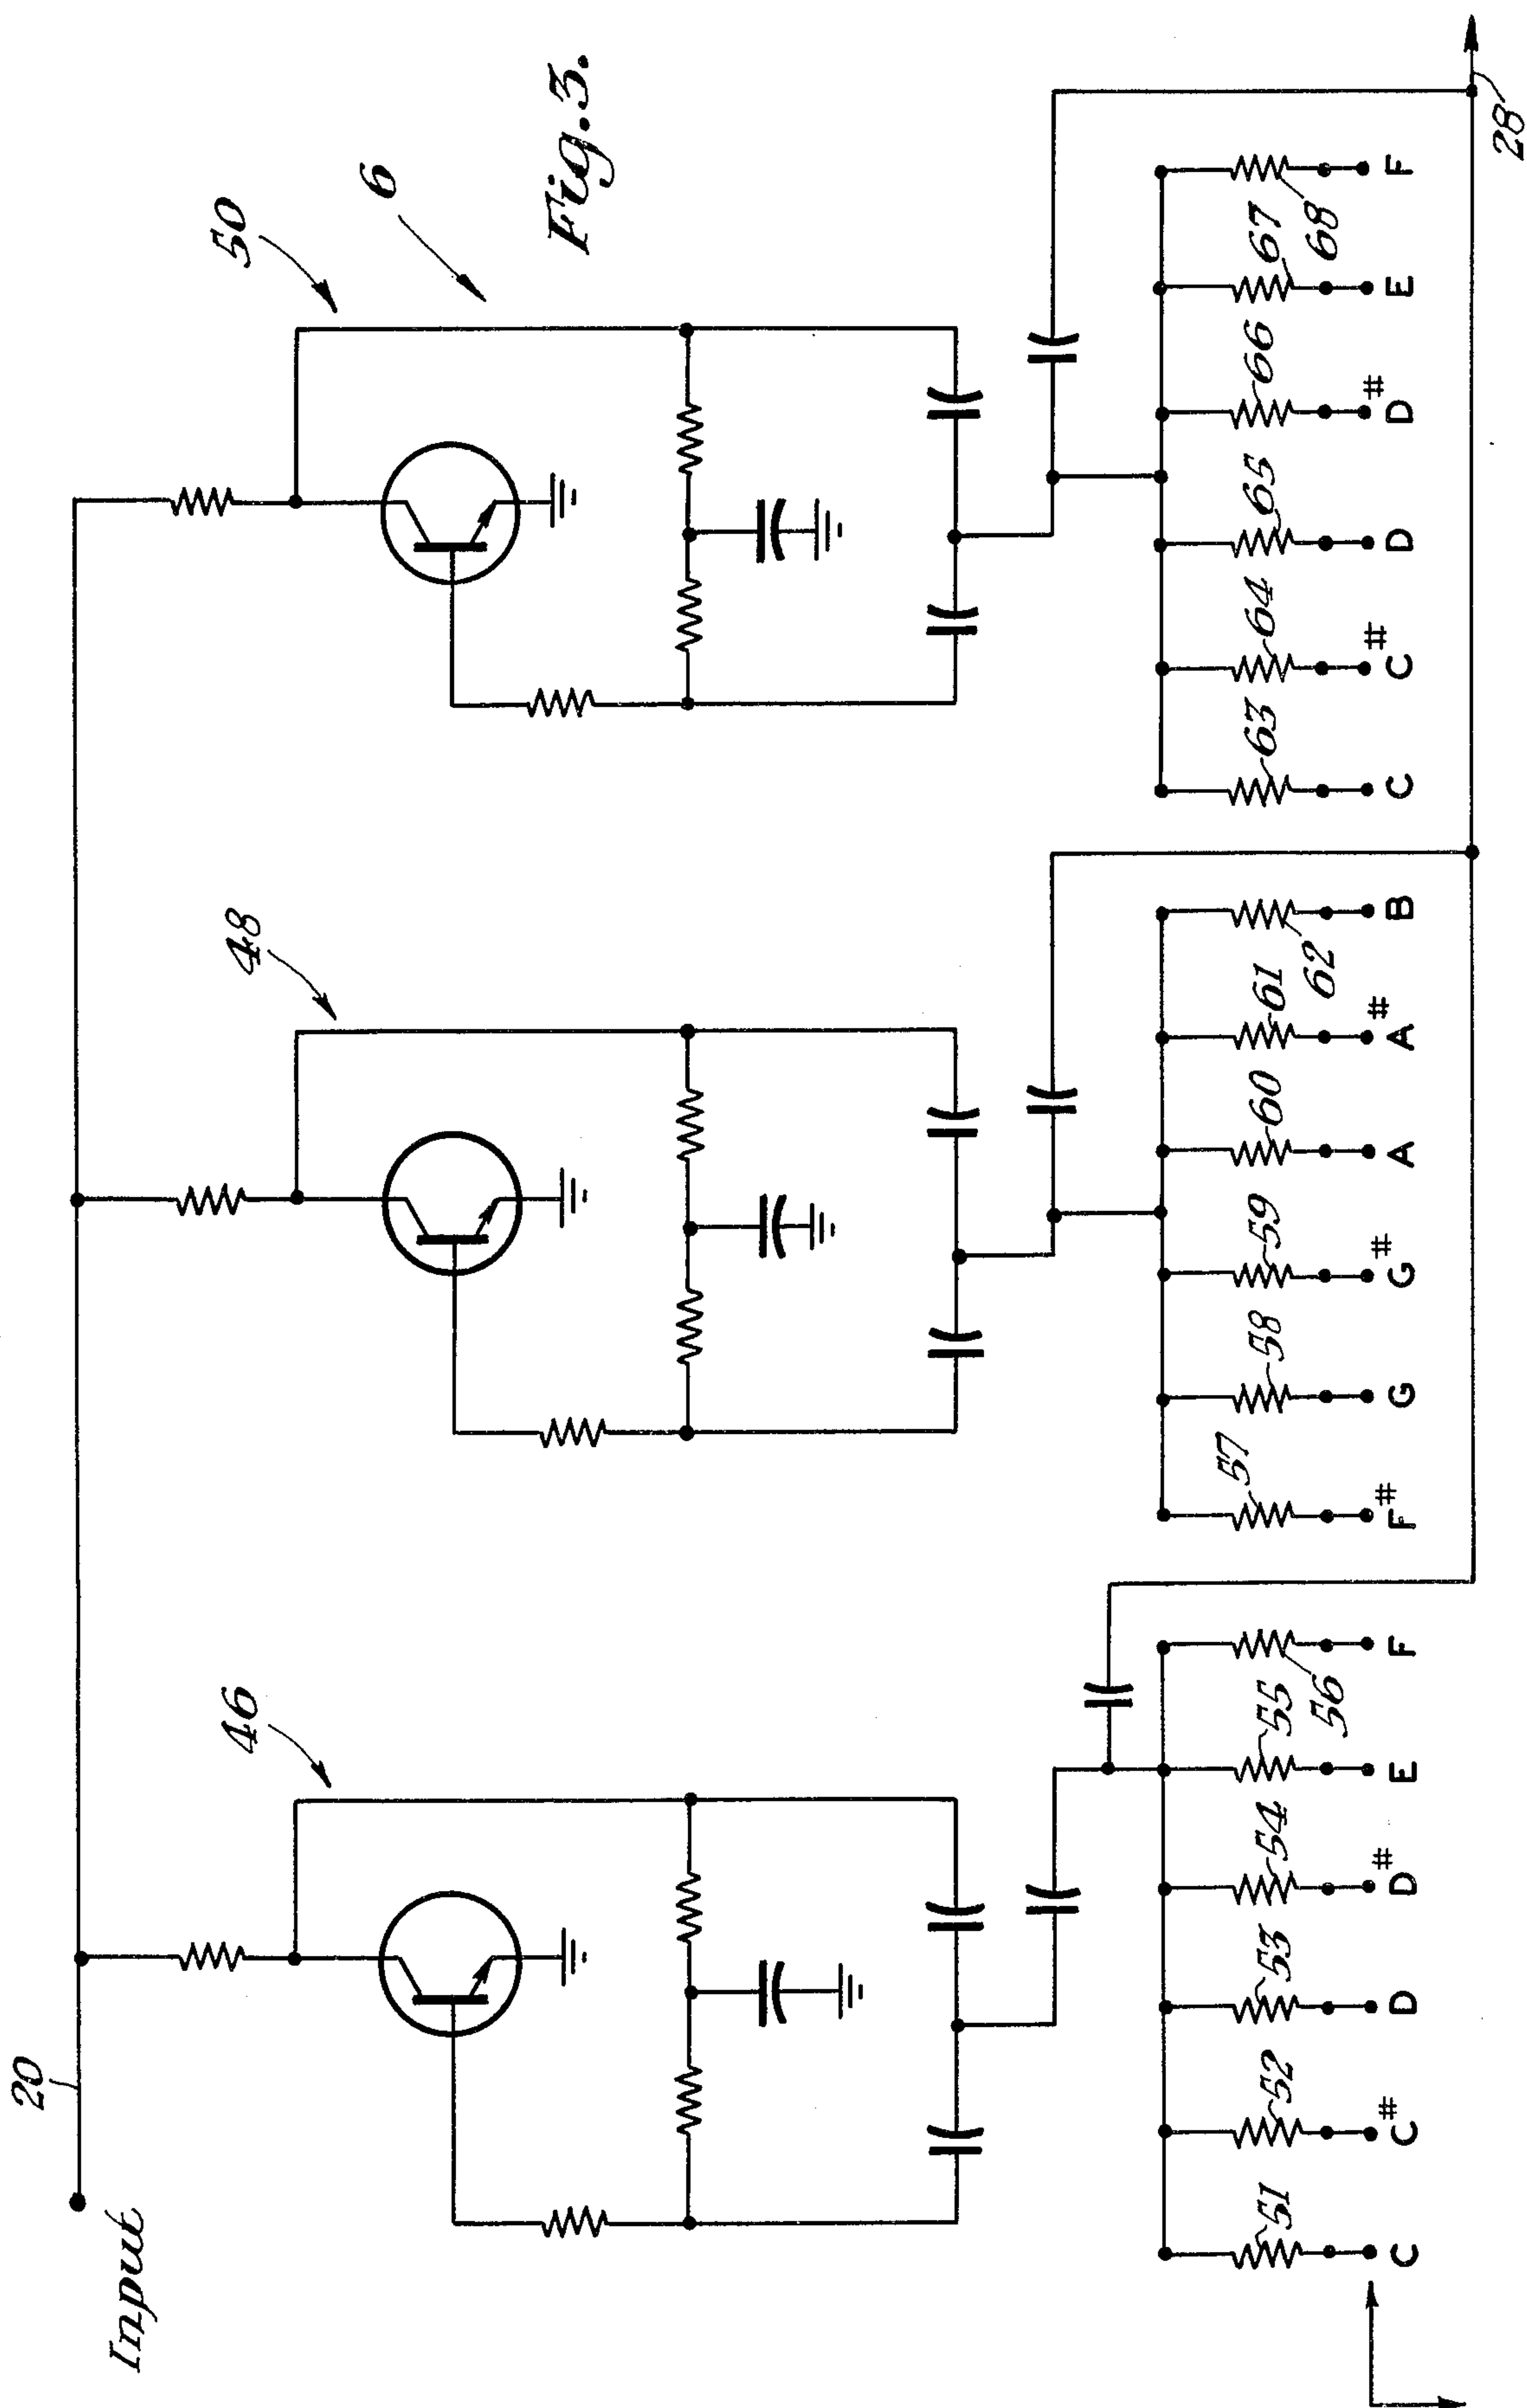 Fig. 3.
6
20
Input
46
48
50
51 52 53 54 55 56
C C# D D# E F
57 58 59 60 61 62
F# G G# A A# B
63 64 65 66 67 68
C C# D D# E F
28